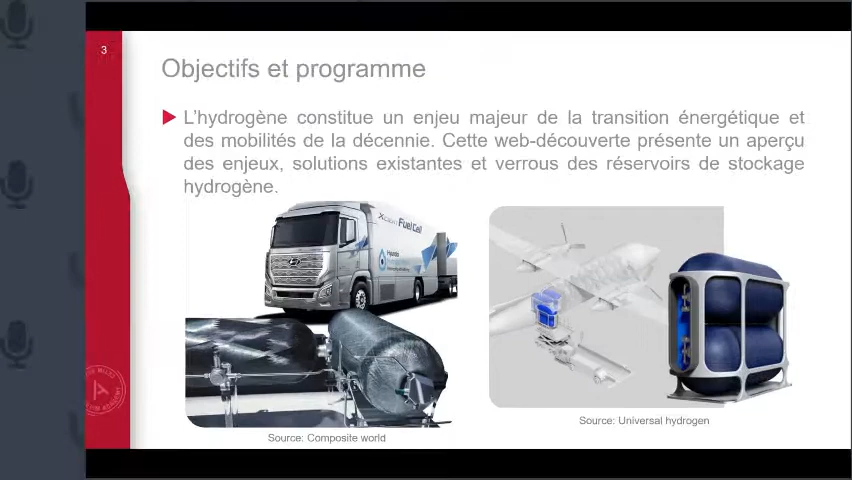 3
Objectifs et programme
L'hydrogène constitue un enjeu majeur de la transition énergétique et
des mobilités de la décennie. Cette web-découverte présente un aperçu
des enjeux, solutions existantes et verrous des réservoirs de stockage
hydrogène.
XCIENT Fuel Cell
Hyundai
Source: Universal hydrogen
Source: Composite world